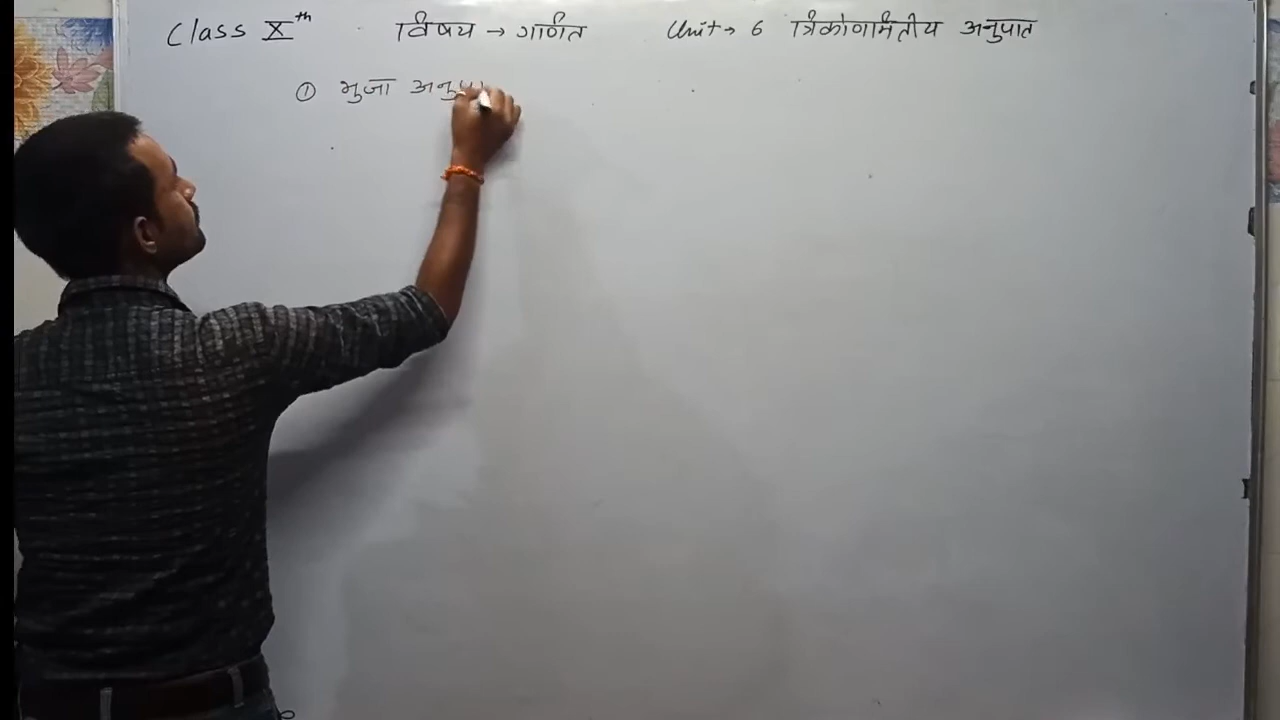 Class Xth विषय → गणित Unit → 6 त्रिकोणमितीय अनुपात
① भुजा